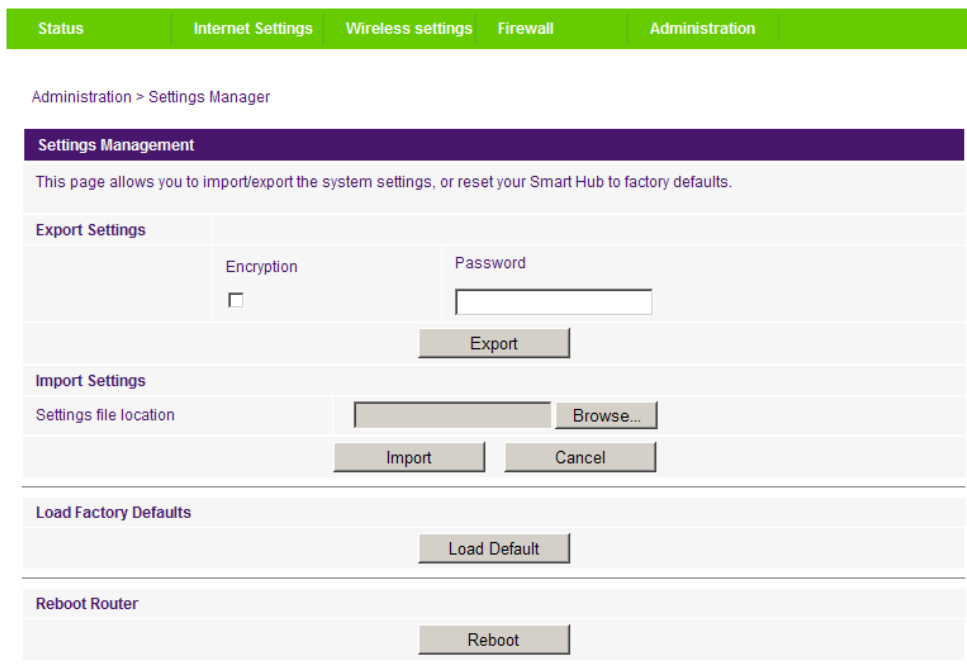 Status Internet Settings Wireless settings Firewall Administration
Administration > Settings Manager
Settings Management
This page allows you to import/export the system settings, or reset your Smart Hub to factory defaults.
Export Settings
Encryption Password
Export
Import Settings
Settings file location Browse...
Import Cancel
Load Factory Defaults
Load Default
Reboot Router
Reboot